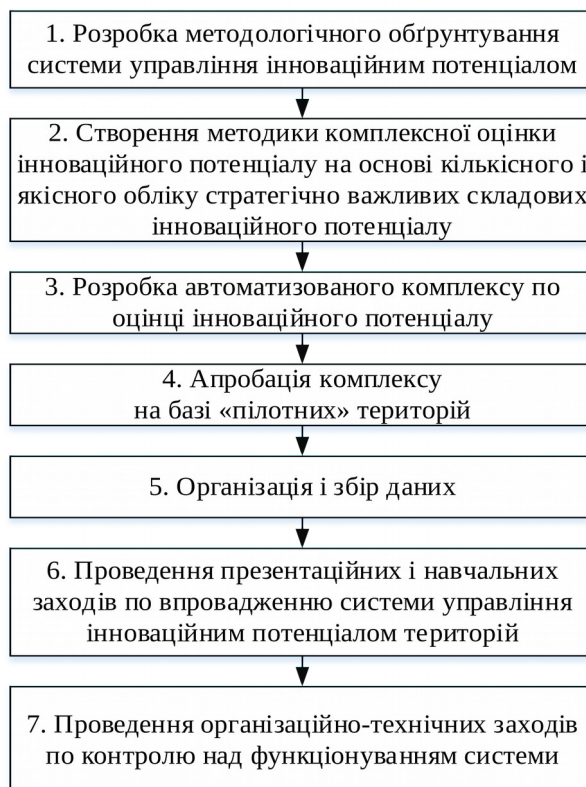 1. Розробка методологічного обґрунтування
системи управління інноваційним потенціалом
2. Створення методики комплексної оцінки
інноваційного потенціалу на основі кількісного і
якісного обліку стратегічно важливих складових
інноваційного потенціалу
3. Розробка автоматизованого комплексу по
оцінці інноваційного потенціалу
4. Апробація комплексу
на базі «пілотних» територій
5. Організація і збір даних
6. Проведення презентаційних і навчальних
заходів по впровадженню системи управління
інноваційним потенціалом територій
7. Проведення організаційно-технічних заходів
по контролю над функціонуванням системи